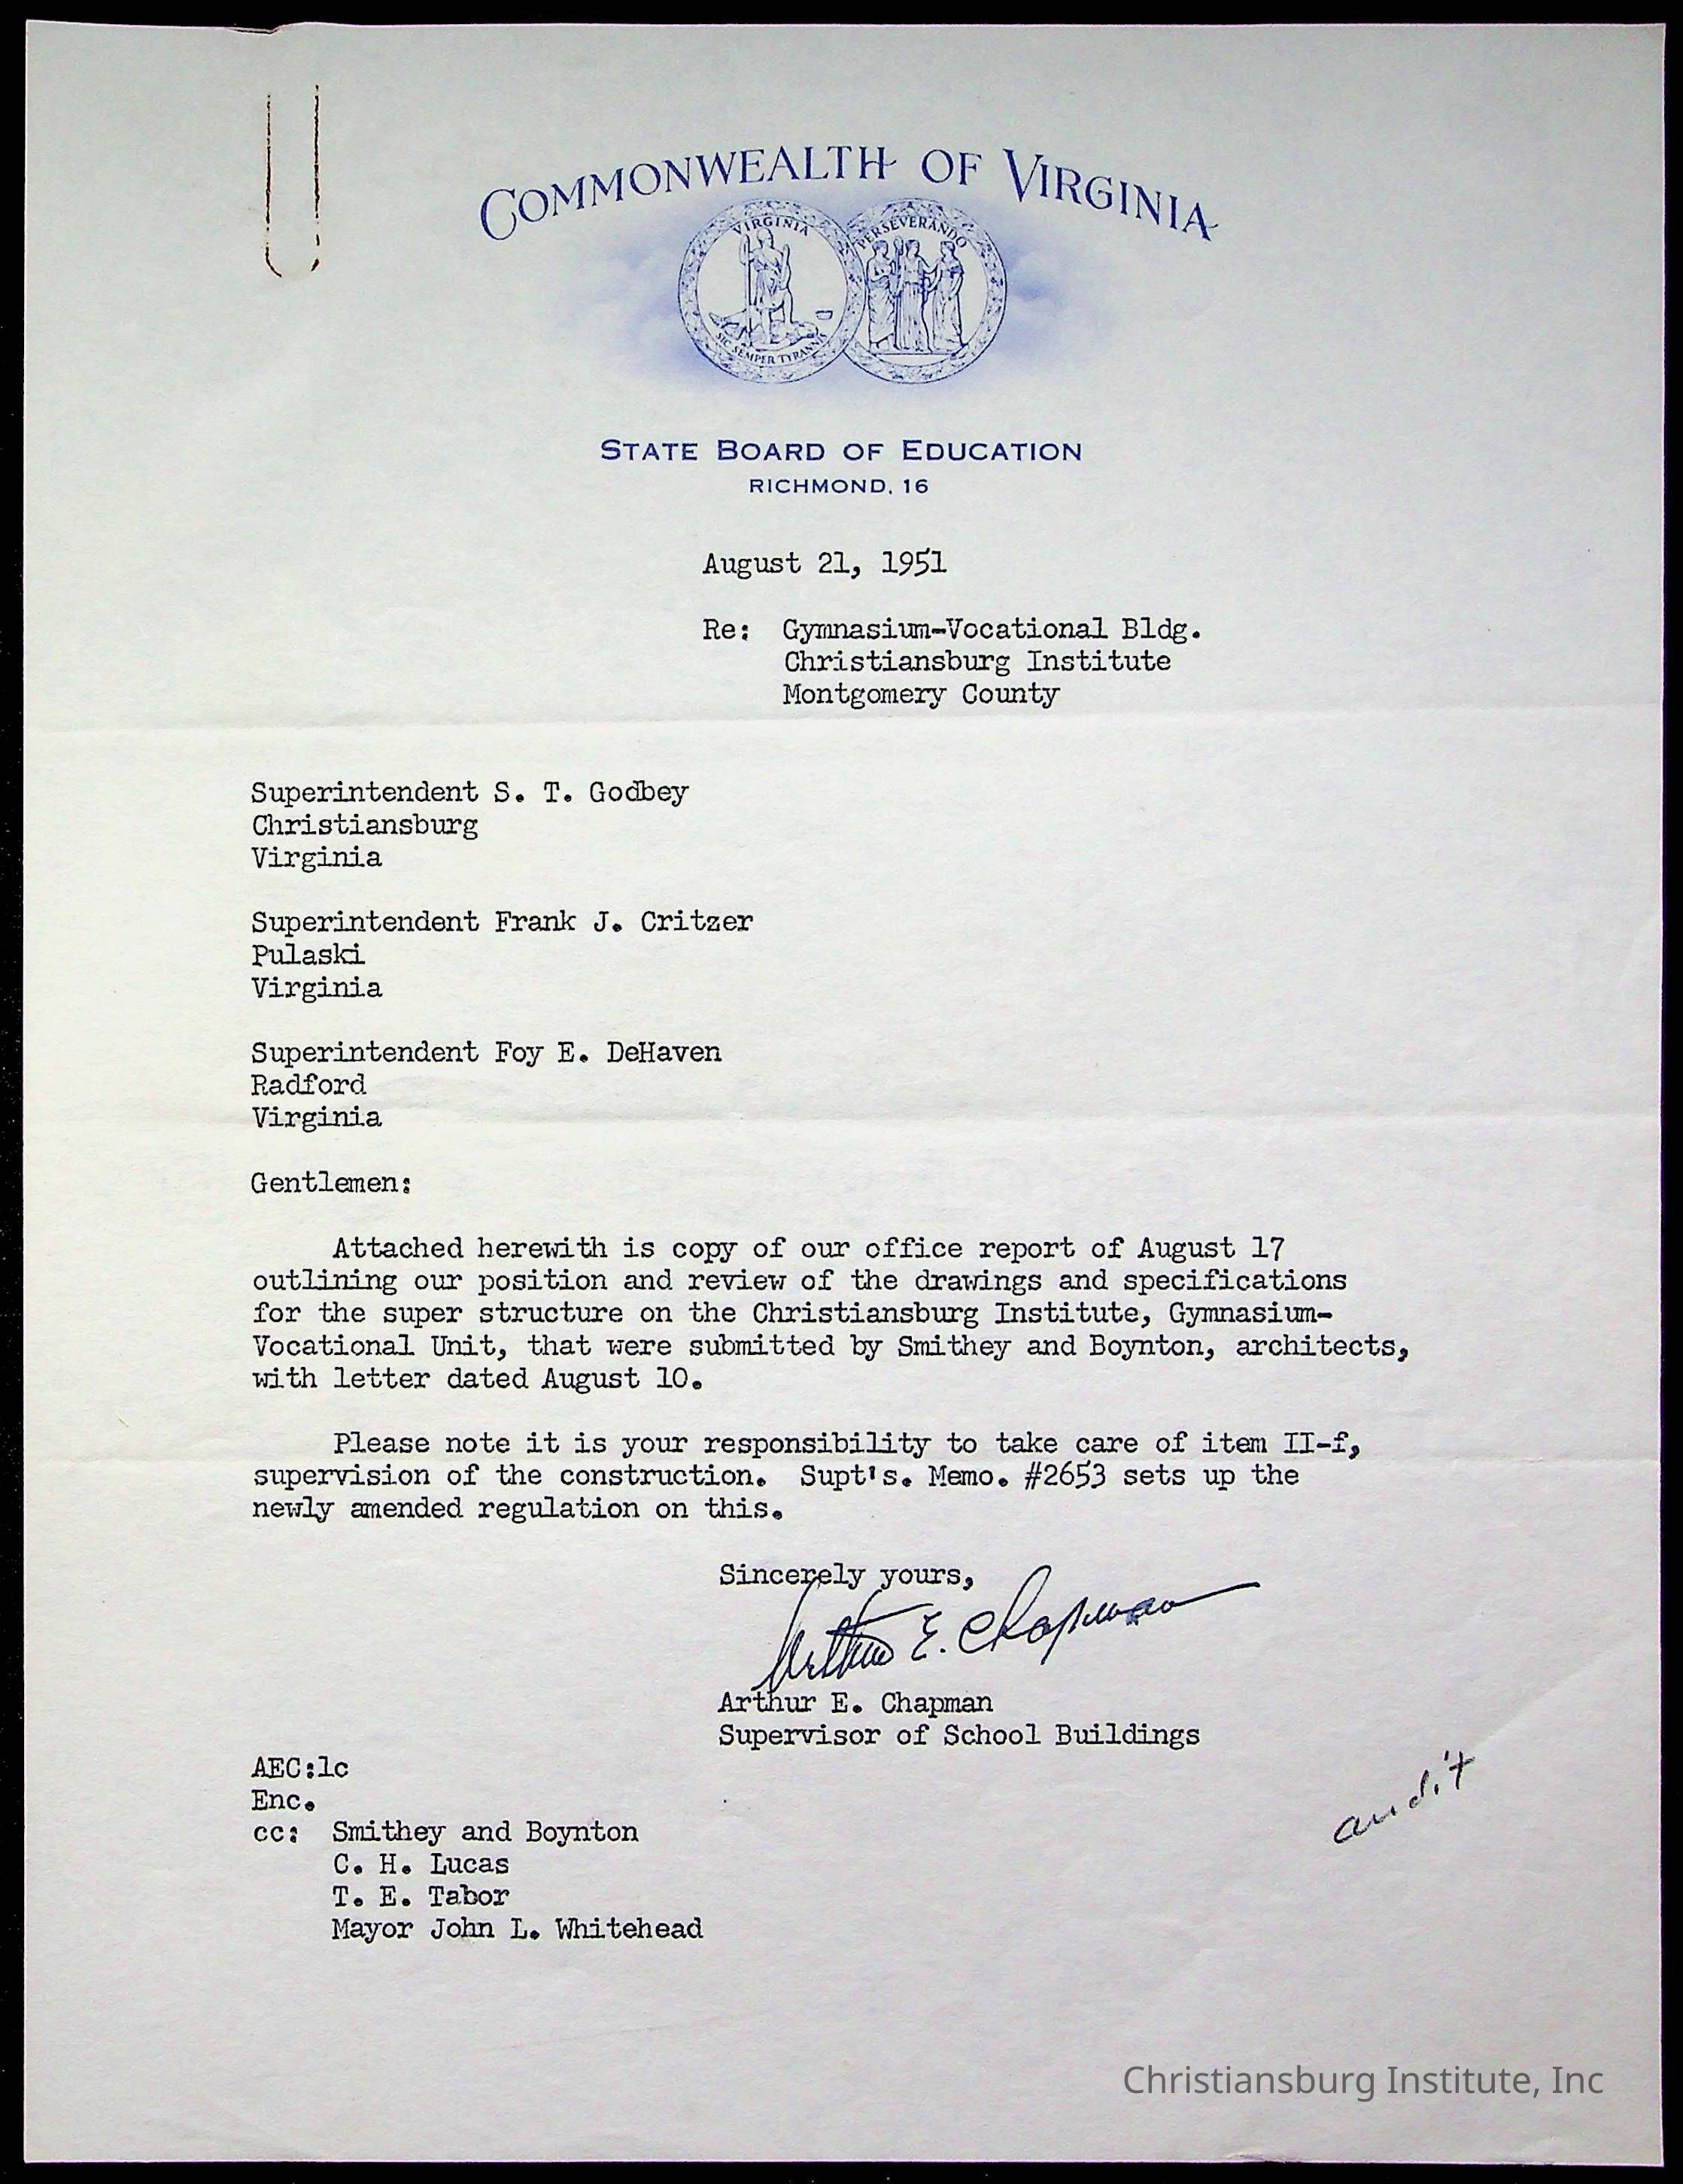 COMMONWEALTH OF VIRGINIA
VIRGINIA
PERSEVERANDO
SIC SEMPER TYRANNIS
STATE BOARD OF EDUCATION
RICHMOND, 16
August 21, 1951
Re: Gymnasium-Vocational Bldg.
Christiansburg Institute
Montgomery County
Superintendent S. T. Godbey
Christiansburg
Virginia
Superintendent Frank J. Critzer
Pulaski
Virginia
Superintendent Foy E. DeHaven
Radford
Virginia
Gentlemen:
Attached herewith is copy of our office report of August 17
outlining our position and review of the drawings and specifications
for the super structure on the Christiansburg Institute, Gymnasium-
Vocational Unit, that were submitted by Smithey and Boynton, architects,
with letter dated August 10.
Please note it is your responsibility to take care of item II-f,
supervision of the construction. Supt's. Memo. #2653 sets up the
newly amended regulation on this.
Sincerely yours,
Arthur E. Chapman
Arthur E. Chapman
Supervisor of School Buildings
AEC:lc
Enc.
cc: Smithey and Boynton
C. H. Lucas
T. E. Tabor
Mayor John L. Whitehead
audit
Christiansburg Institute, Inc